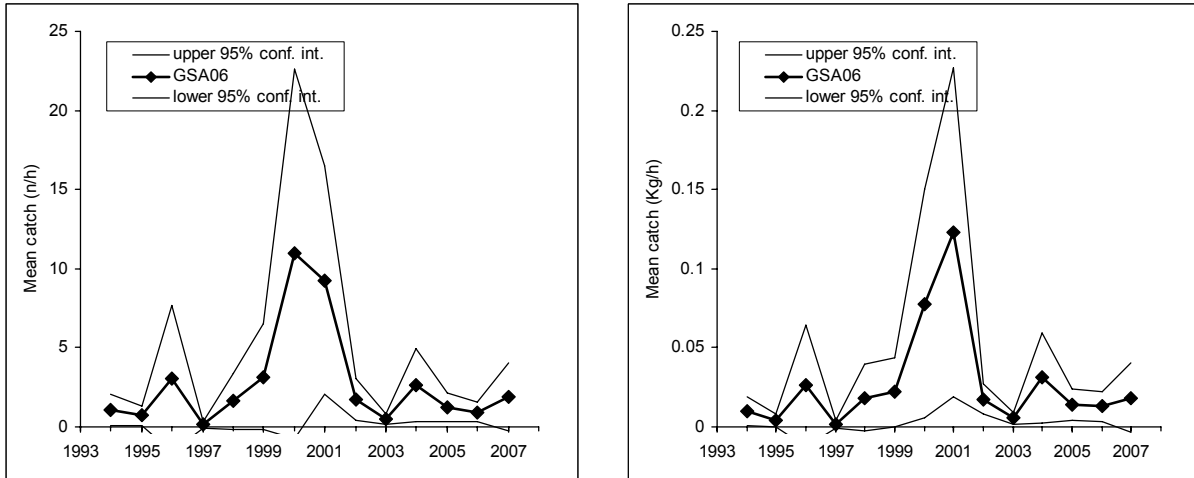 25
20
15
10
5
0
Mean catch (n/h)
upper 95% conf. int.
GSA06
lower 95% conf. int.
1993 1995 1997 1999 2001 2003 2005 2007
0.25
0.2
0.15
0.1
0.05
0
Mean catch (Kg/h)
upper 95% conf. int.
GSA06
lower 95% conf. int.
1993 1995 1997 1999 2001 2003 2005 2007